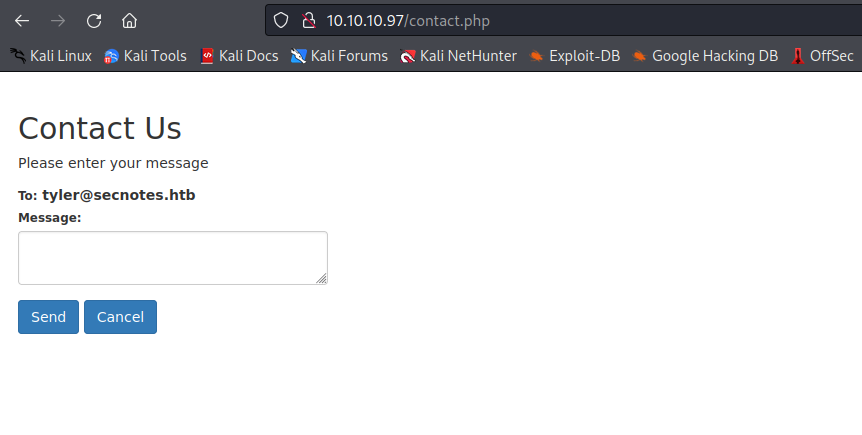 10.10.10.97/contact.php
Kali Linux Kali Tools Kali Docs Kali Forums Kali NetHunter Exploit-DB Google Hacking DB OffSec
Contact Us
Please enter your message
To: tyler@secnotes.htb
Message:
Send Cancel